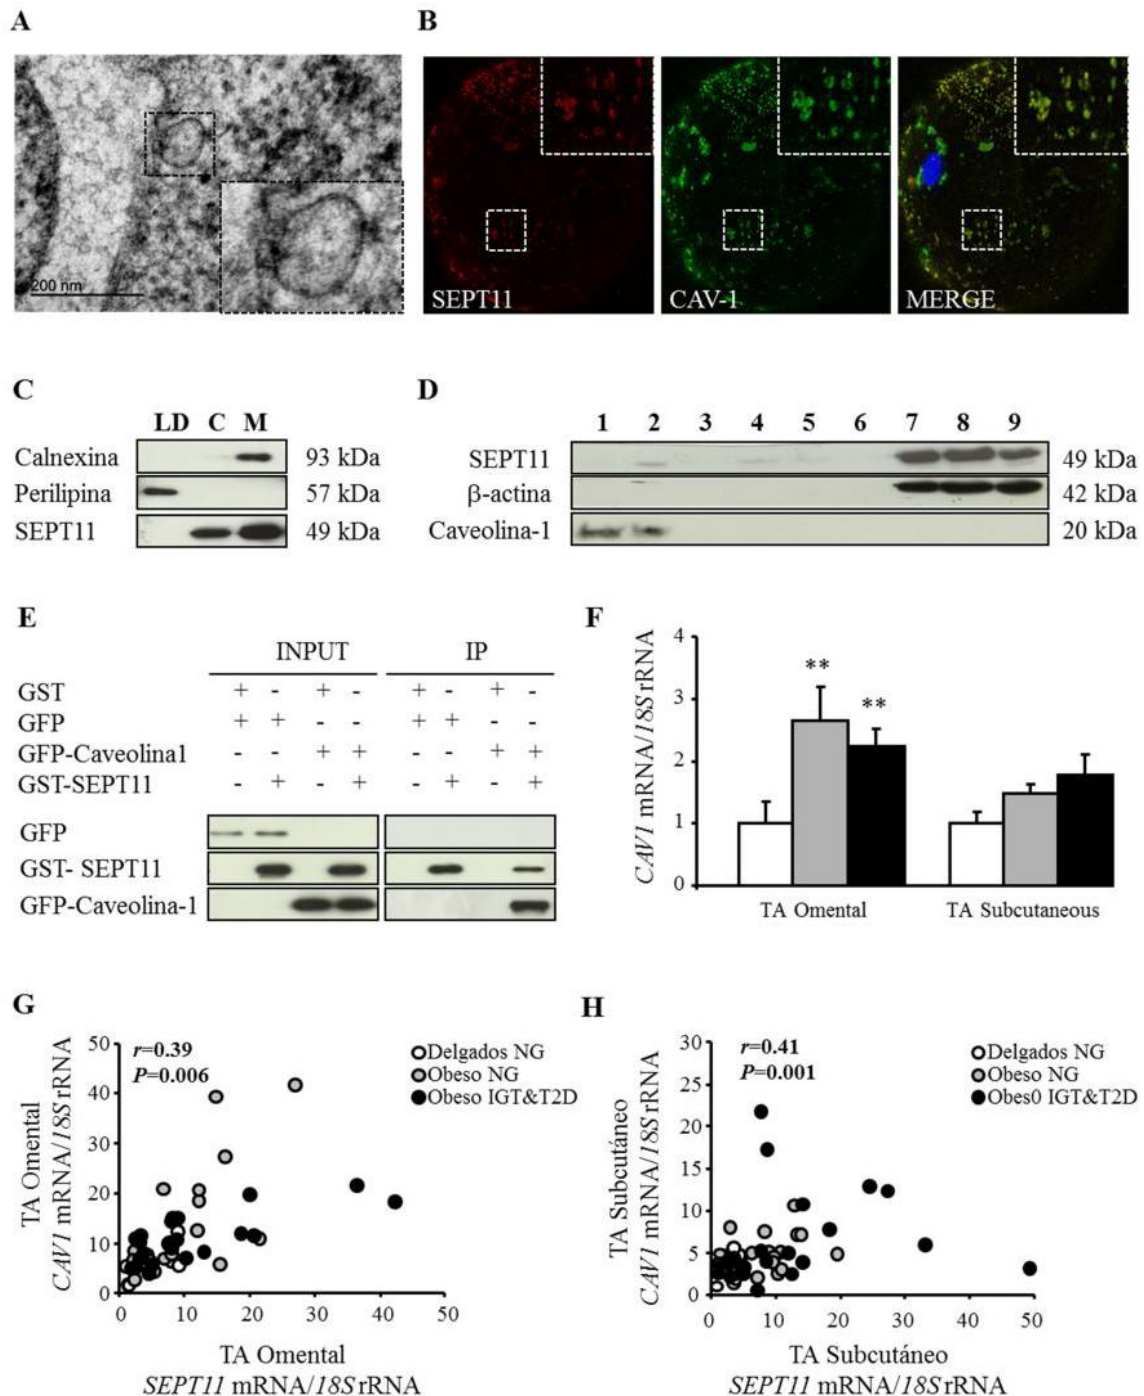 A
B
200 nm
SEPT11
CAV-1
MERGE
C
D
LD C M
Calnexina 93 kDa
Perilipina 57 kDa
SEPT11 49 kDa
1 2 3 4 5 6 7 8 9
SEPT11 49 kDa
β-actina 42 kDa
Caveolina-1 20 kDa
E
INPUT IP
GST + - + - + - + -
GFP + + - - + + - -
GFP-Caveolina1 - - + + - - + +
GST-SEPT11 - + - + - + - +
GFP
GST- SEPT11
GFP-Caveolina-1
F
CAV1 mRNA/18S rRNA
4
3
2
1
0
**
**
TA Omental
TA Subcutaneous
G
TA Omental
CAV1 mRNA/18S rRNA
50
40
30
20
10
0
r=0.39
P=0.006
Delgados NG
Obeso NG
Obeso IGT&T2D
0 10 20 30 40 50
TA Omental
SEPT11 mRNA/18S rRNA
H
TA Subcutáneo
CAV1 mRNA/18S rRNA
30
25
20
15
10
5
0
r=0.41
P=0.001
Delgados NG
Obeso NG
Obes0 IGT&T2D
0 10 20 30 40 50
TA Subcutáneo
SEPT11 mRNA/18S rRNA